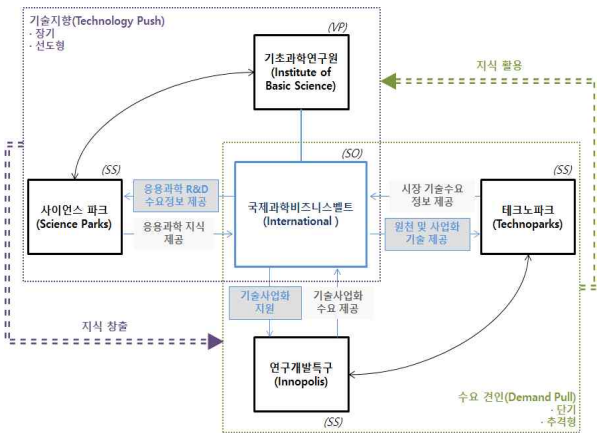 기술지향(Technology Push)
· 장기
· 선도형
(VP)
기초과학연구원
(Institute of
Basic Science)
지식 활용
(SS)
(SO)
(SS)
사이언스 파크
(Science Parks)
응용과학 R&D
수요정보 제공
응용과학 지식
제공
국제과학비즈니스벨트
(International )
시장 기술수요
정보 제공
원천 및 사업화
기술 제공
테크노파크
(Technoparks)
기술사업화
지원
기술사업화
수요 제공
지식 창출
연구개발특구
(Innopolis)
(SS)
수요 견인(Demand Pull)
· 단기
· 추격형